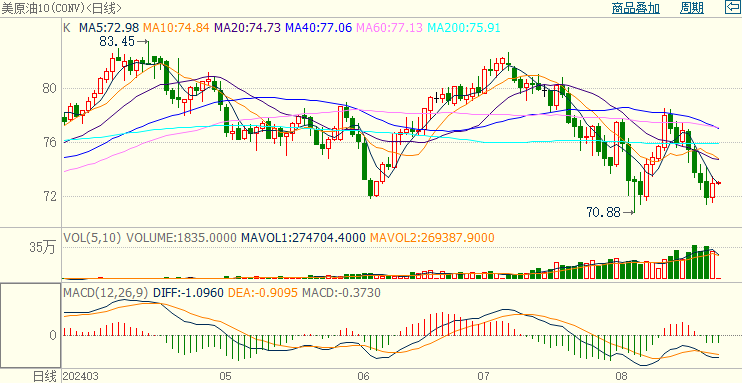 美原油10(CONV)<日线> 商品叠加 周期
K MA5:72.98 MA10:74.84 MA20:74.73 MA40:77.06 MA60:77.13 MA200:75.91
83.45
80
76
72
70.88
VOL(5,10) VOLUME:1835.0000 MAVOL1:274704.4000 MAVOL2:269387.9000
35万
MACD(12,26,9) DIFF:-1.0960 DEA:-0.9095 MACD:-0.3730
0
日线 202403 05 06 07 08